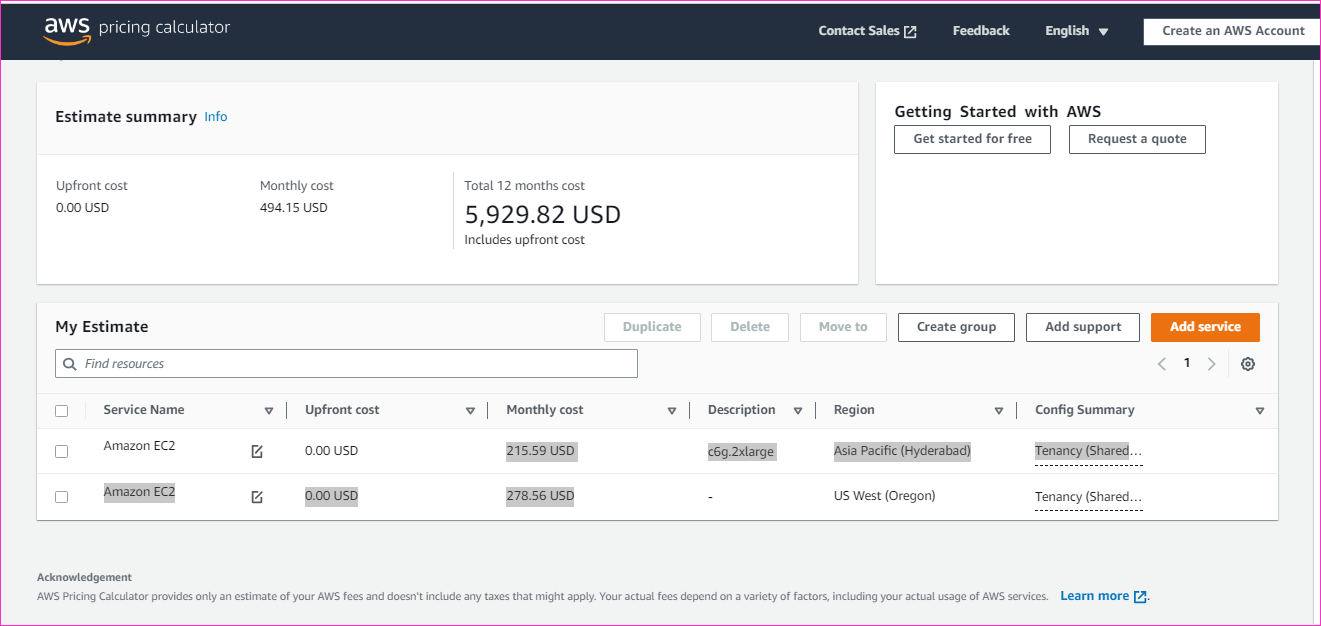 aws pricing calculator
Contact Sales Feedback English Create an AWS Account
Estimate summary Info
Upfront cost
0.00 USD
Monthly cost
494.15 USD
Total 12 months cost
5,929.82 USD
Includes upfront cost
Getting Started with AWS
Get started for free Request a quote
My Estimate Duplicate Delete Move to Create group Add support Add service
Find resources 1
Service Name Upfront cost Monthly cost Description Region Config Summary
Amazon EC2 0.00 USD 215.59 USD c6g.2xlarge Asia Pacific (Hyderabad) Tenancy (Shared...
Amazon EC2 0.00 USD 278.56 USD - US West (Oregon) Tenancy (Shared...
Acknowledgement
AWS Pricing Calculator provides only an estimate of your AWS fees and doesn't include any taxes that might apply. Your actual fees depend on a variety of factors, including your actual usage of AWS services. Learn more.